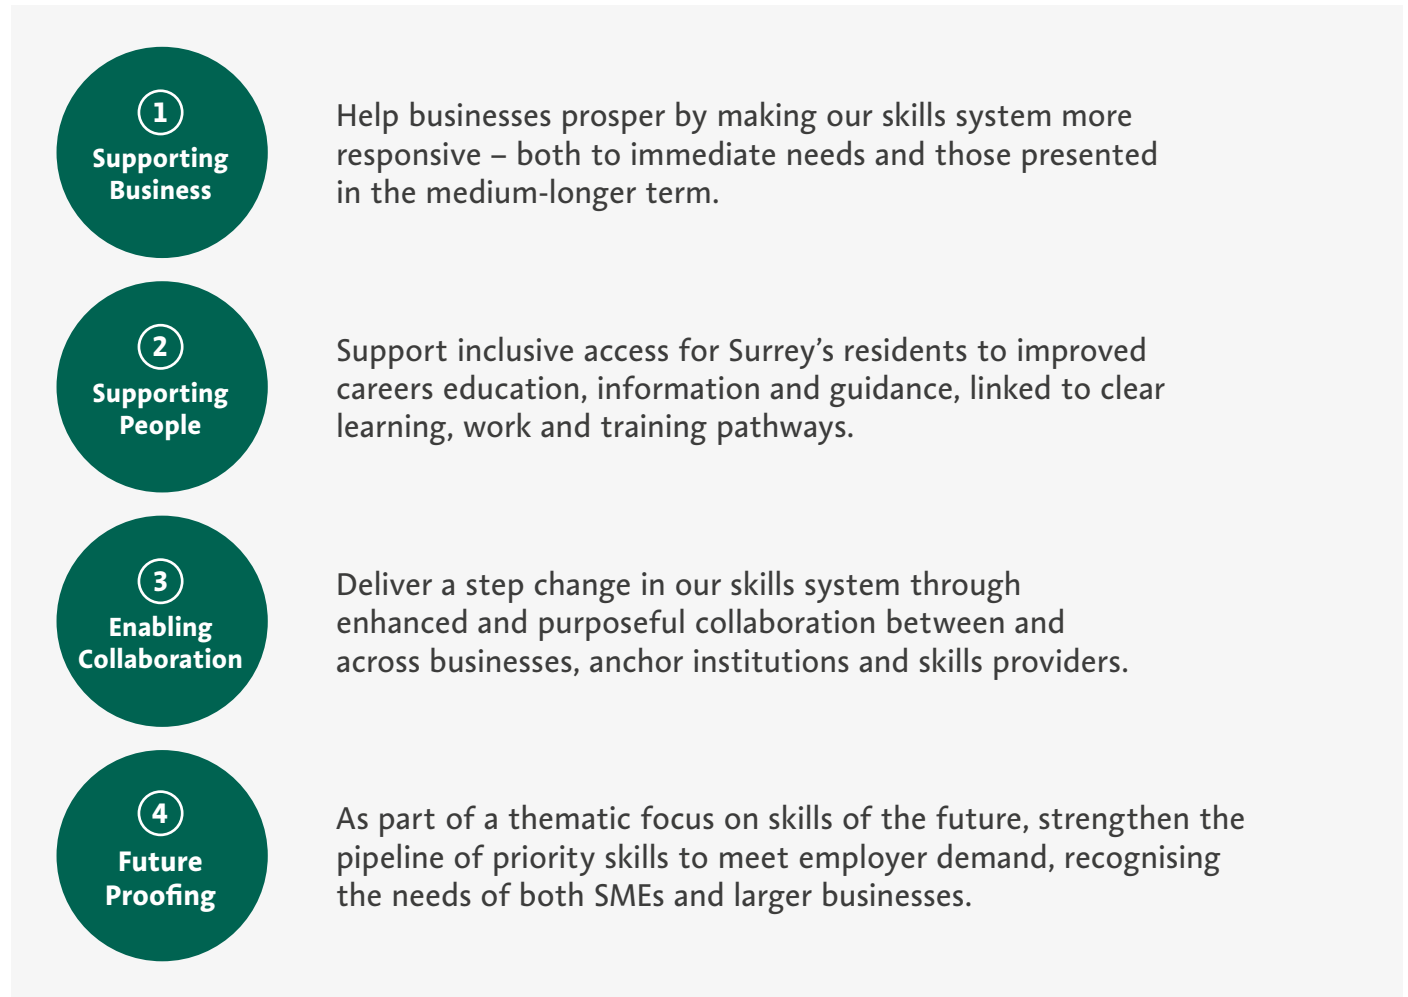 1
Supporting
Business
Help businesses prosper by making our skills system more
responsive – both to immediate needs and those presented
in the medium-longer term.
2
Supporting
People
Support inclusive access for Surrey’s residents to improved
careers education, information and guidance, linked to clear
learning, work and training pathways.
3
Enabling
Collaboration
Deliver a step change in our skills system through
enhanced and purposeful collaboration between and
across businesses, anchor institutions and skills providers.
4
Future
Proofing
As part of a thematic focus on skills of the future, strengthen the
pipeline of priority skills to meet employer demand, recognising
the needs of both SMEs and larger businesses.